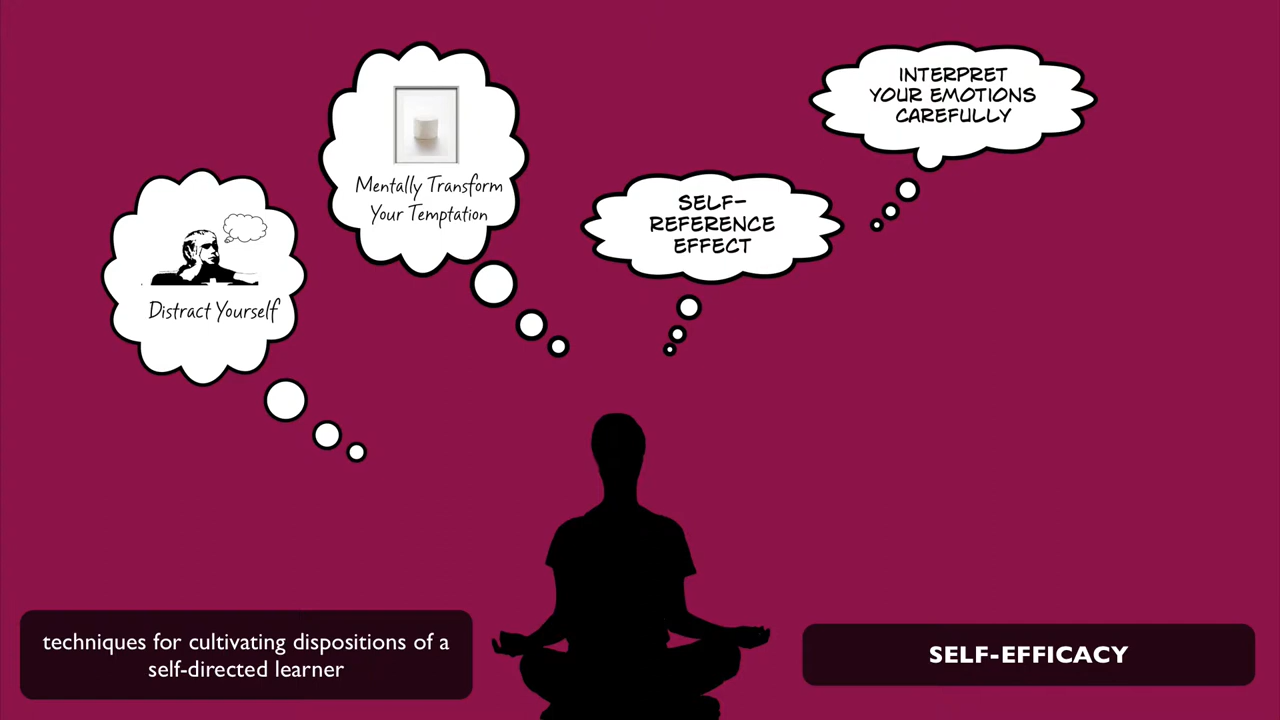 Distract Yourself
Mentally Transform
Your Temptation
SELF-
REFERENCE
EFFECT
INTERPRET
YOUR EMOTIONS
CAREFULLY
techniques for cultivating dispositions of a
self-directed learner
SELF-EFFICACY